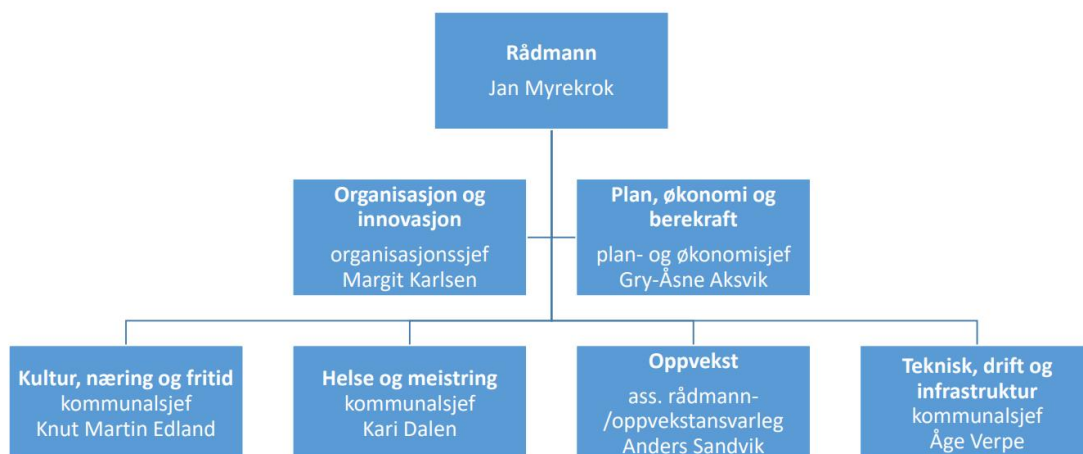 Rådmann
Jan Myrekrok
Organisasjon og
innovasjon
organisasjonssjef
Margit Karlsen
Plan, økonomi og
berekraft
plan- og økonomisjef
Gry-Åsne Aksvik
Kultur, næring og fritid
kommunalsjef
Knut Martin Edland
Helse og meistring
kommunalsjef
Kari Dalen
Oppvekst
ass. rådmann-
/oppvekstansvarleg
Anders Sandvik
Teknisk, drift og
infrastruktur
kommunalsjef
Åge Verpe